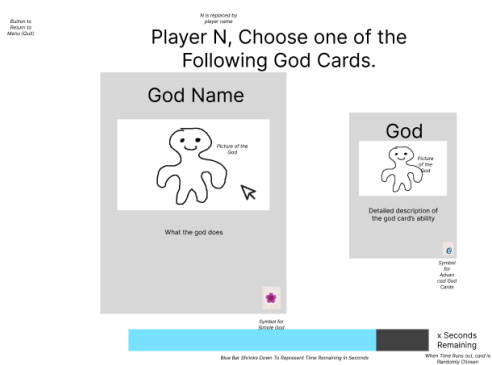 Button to
Return to
Menu (Quit)
N is replaced by
player name
Player N, Choose one of the
Following God Cards.
God Name
Picture of the
God
What the god does
Symbol for
Simple God
God
Picture
of the
God
Detailed description of
the god card's ability
Symbol
for
Advan
ced God
Cards
x Seconds
Remaining
Blue Bar Shrinks Down To Represent Time Remaining in Seconds
When Time Runs out, card is
Randomly Chosen